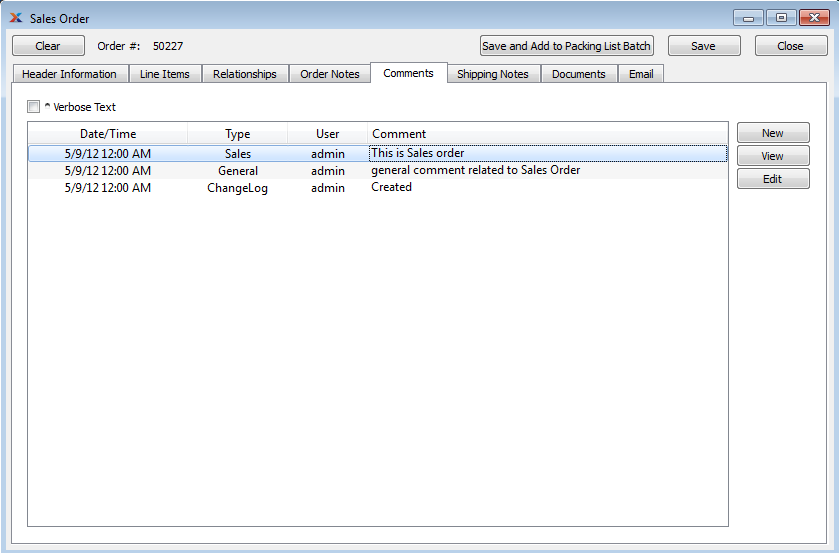 Sales Order
Clear Order #: 50227 Save and Add to Packing List Batch Save Close
Header Information Line Items Relationships Order Notes Comments Shipping Notes Documents Email
^ Verbose Text
Date/Time Type User Comment
5/9/12 12:00 AM Sales admin This is Sales order
5/9/12 12:00 AM General admin general comment related to Sales Order
5/9/12 12:00 AM ChangeLog admin Created
New
View
Edit